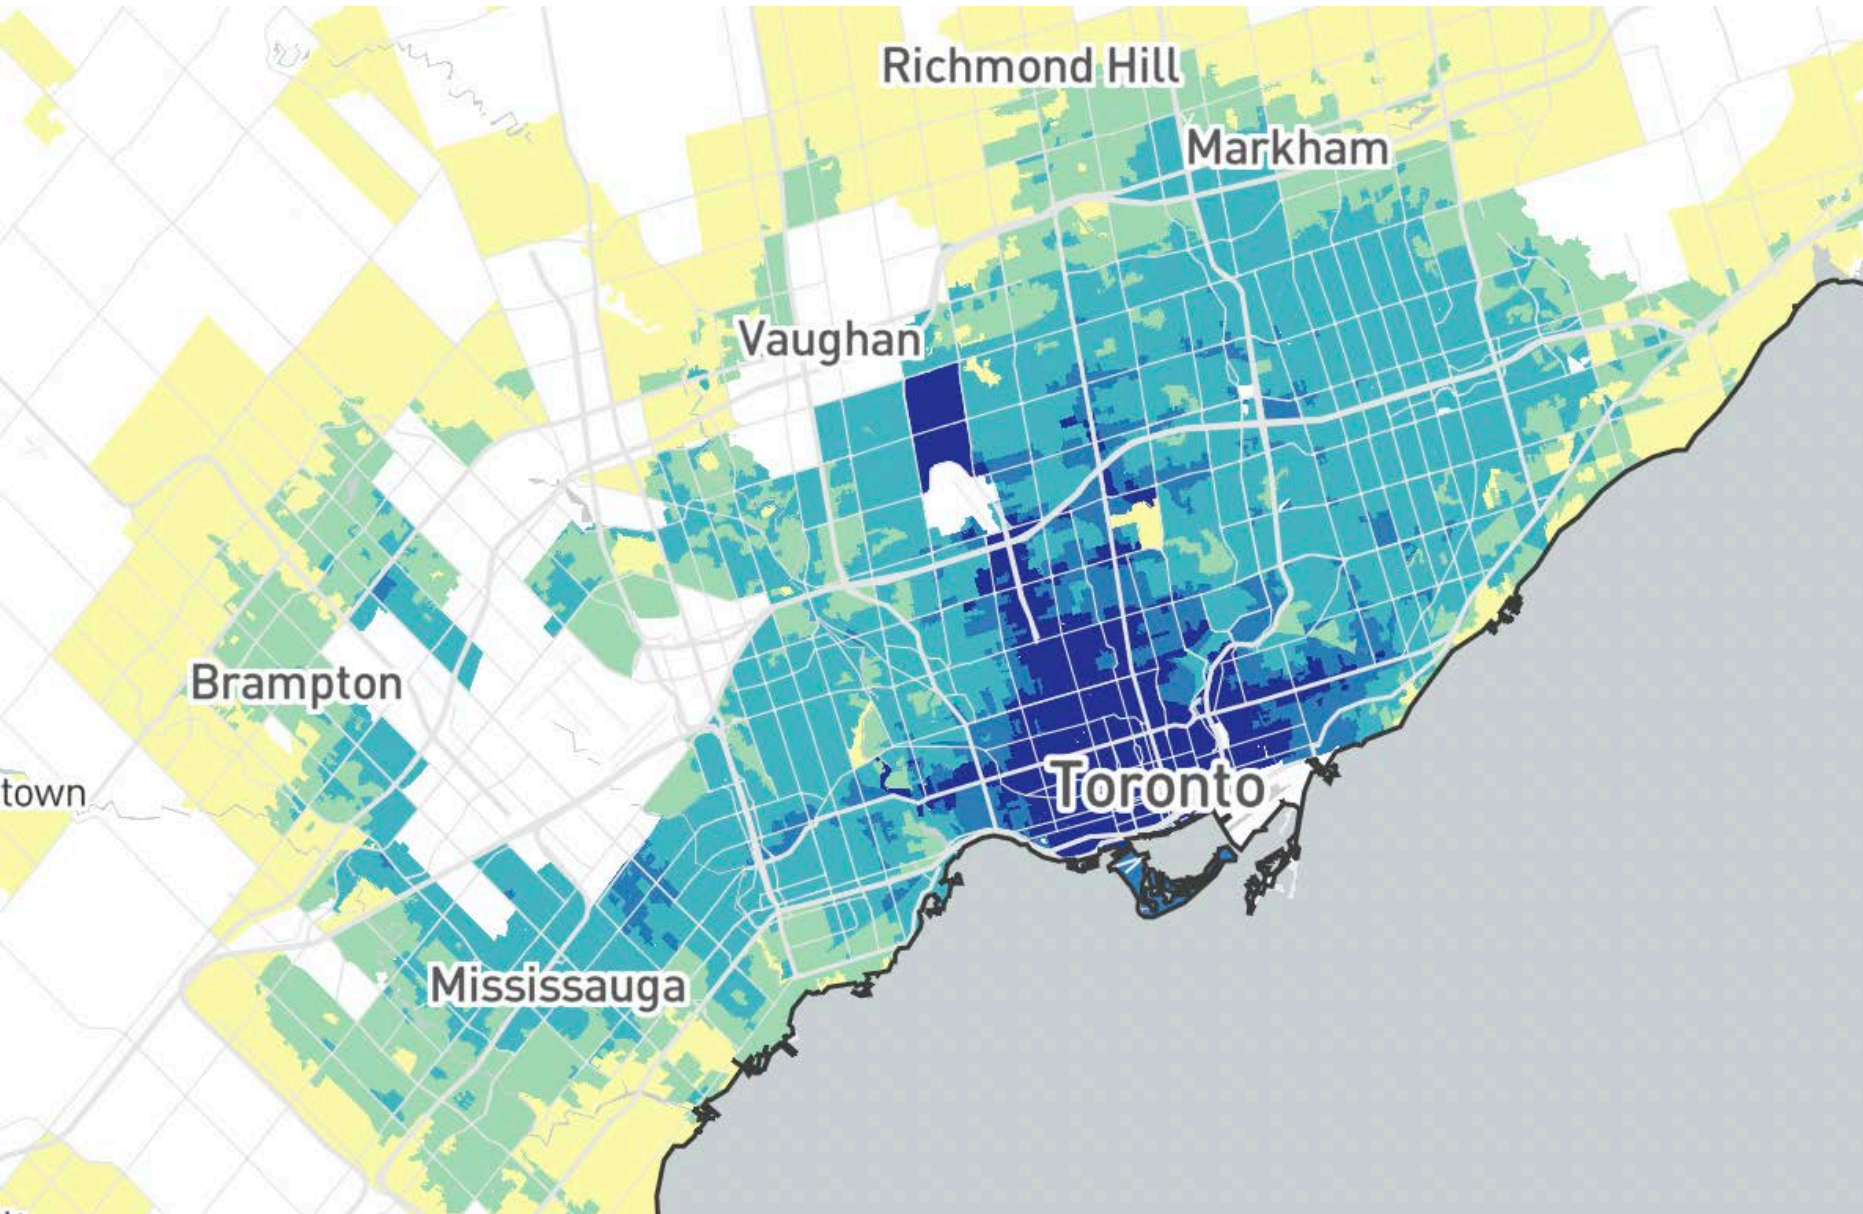 Richmond Hill
Markham
Vaughan
Brampton
town
Toronto
Mississauga